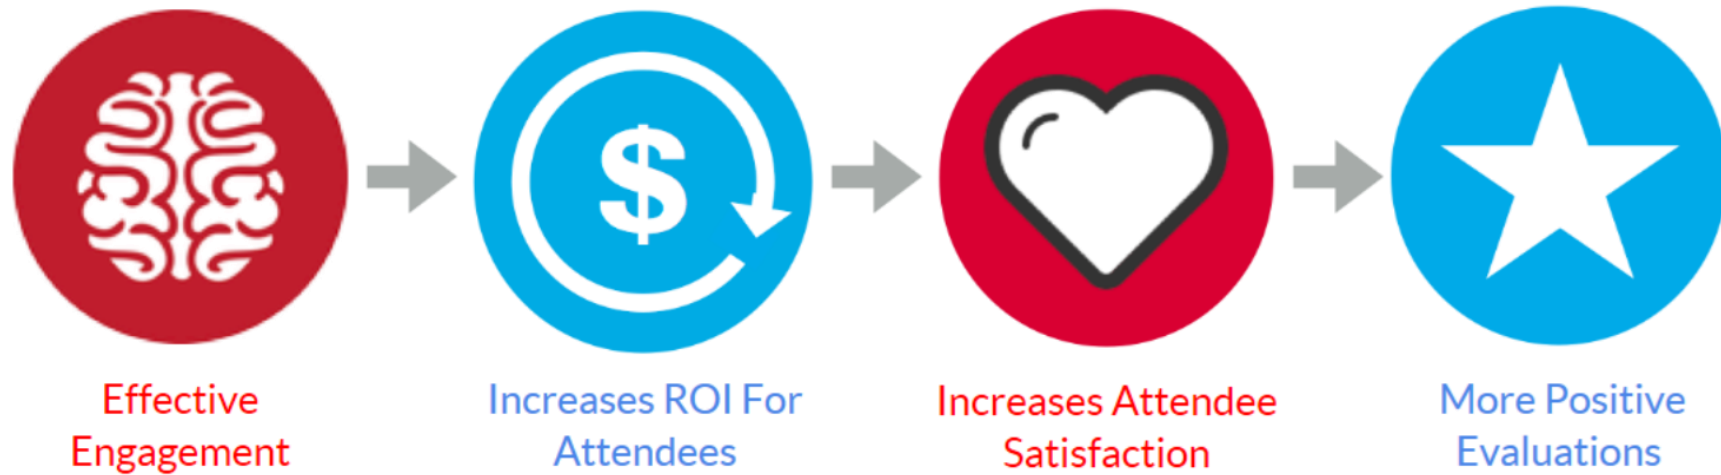 $
Effective
Engagement
Increases ROI For
Attendees
Increases Attendee
Satisfaction
More Positive
Evaluations